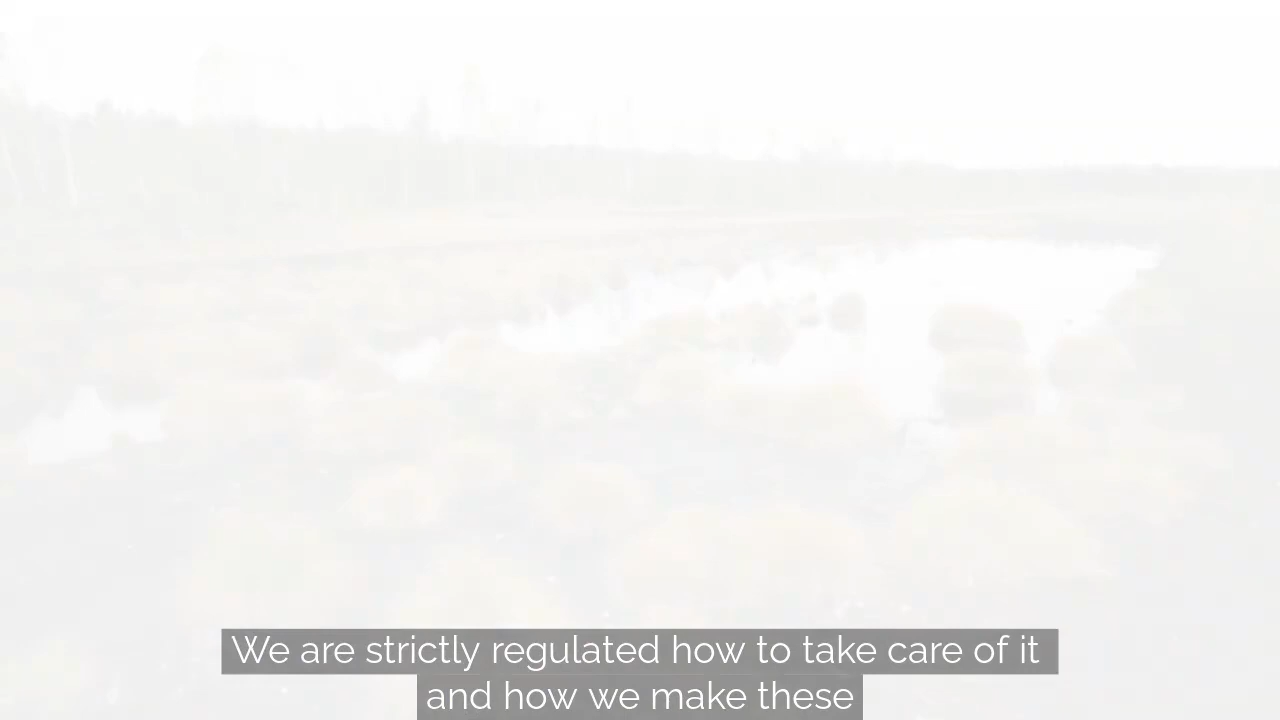 We are strictly regulated how to take care of it
and how we make these